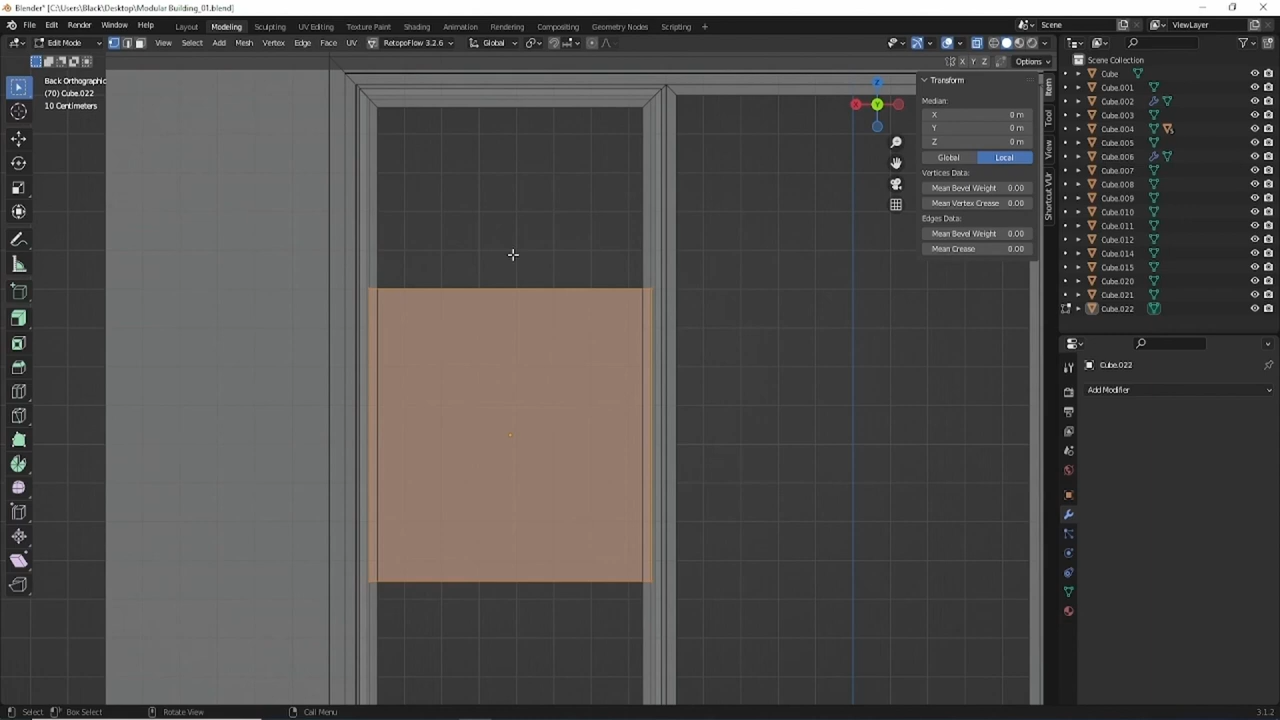 Blender* [C:\Users\Black\Desktop\Modular Building_01.blend]
File Edit Render Window Help Layout Modeling Sculpting UV Editing Texture Paint Shading Animation Rendering Compositing Geometry Nodes Scripting Scene ViewLayer
Edit Mode View Select Add Mesh Vertex Edge Face UV RetopoFlow 3.2.6 Global
X Y Z Options
Back Orthographic
(70) Cube.022
10 Centimeters
Z
X
Y
Transform
Median:
X 0 m
Y 0 m
Z 0 m
Global Local
Vertices Data:
Mean Bevel Weight 0.00
Mean Vertex Crease 0.00
Edges Data:
Mean Bevel Weight 0.00
Mean Crease 0.00
Item
Tool
View
Shortcut VUr
Scene Collection
Cube
Cube.001
Cube.002
Cube.003
Cube.004
Cube.005
Cube.006
Cube.007
Cube.008
Cube.009
Cube.010
Cube.011
Cube.012
Cube.014
Cube.015
Cube.020
Cube.021
Cube.022
Cube.022
Add Modifier
Select Box Select Rotate View Call Menu 3.1.2